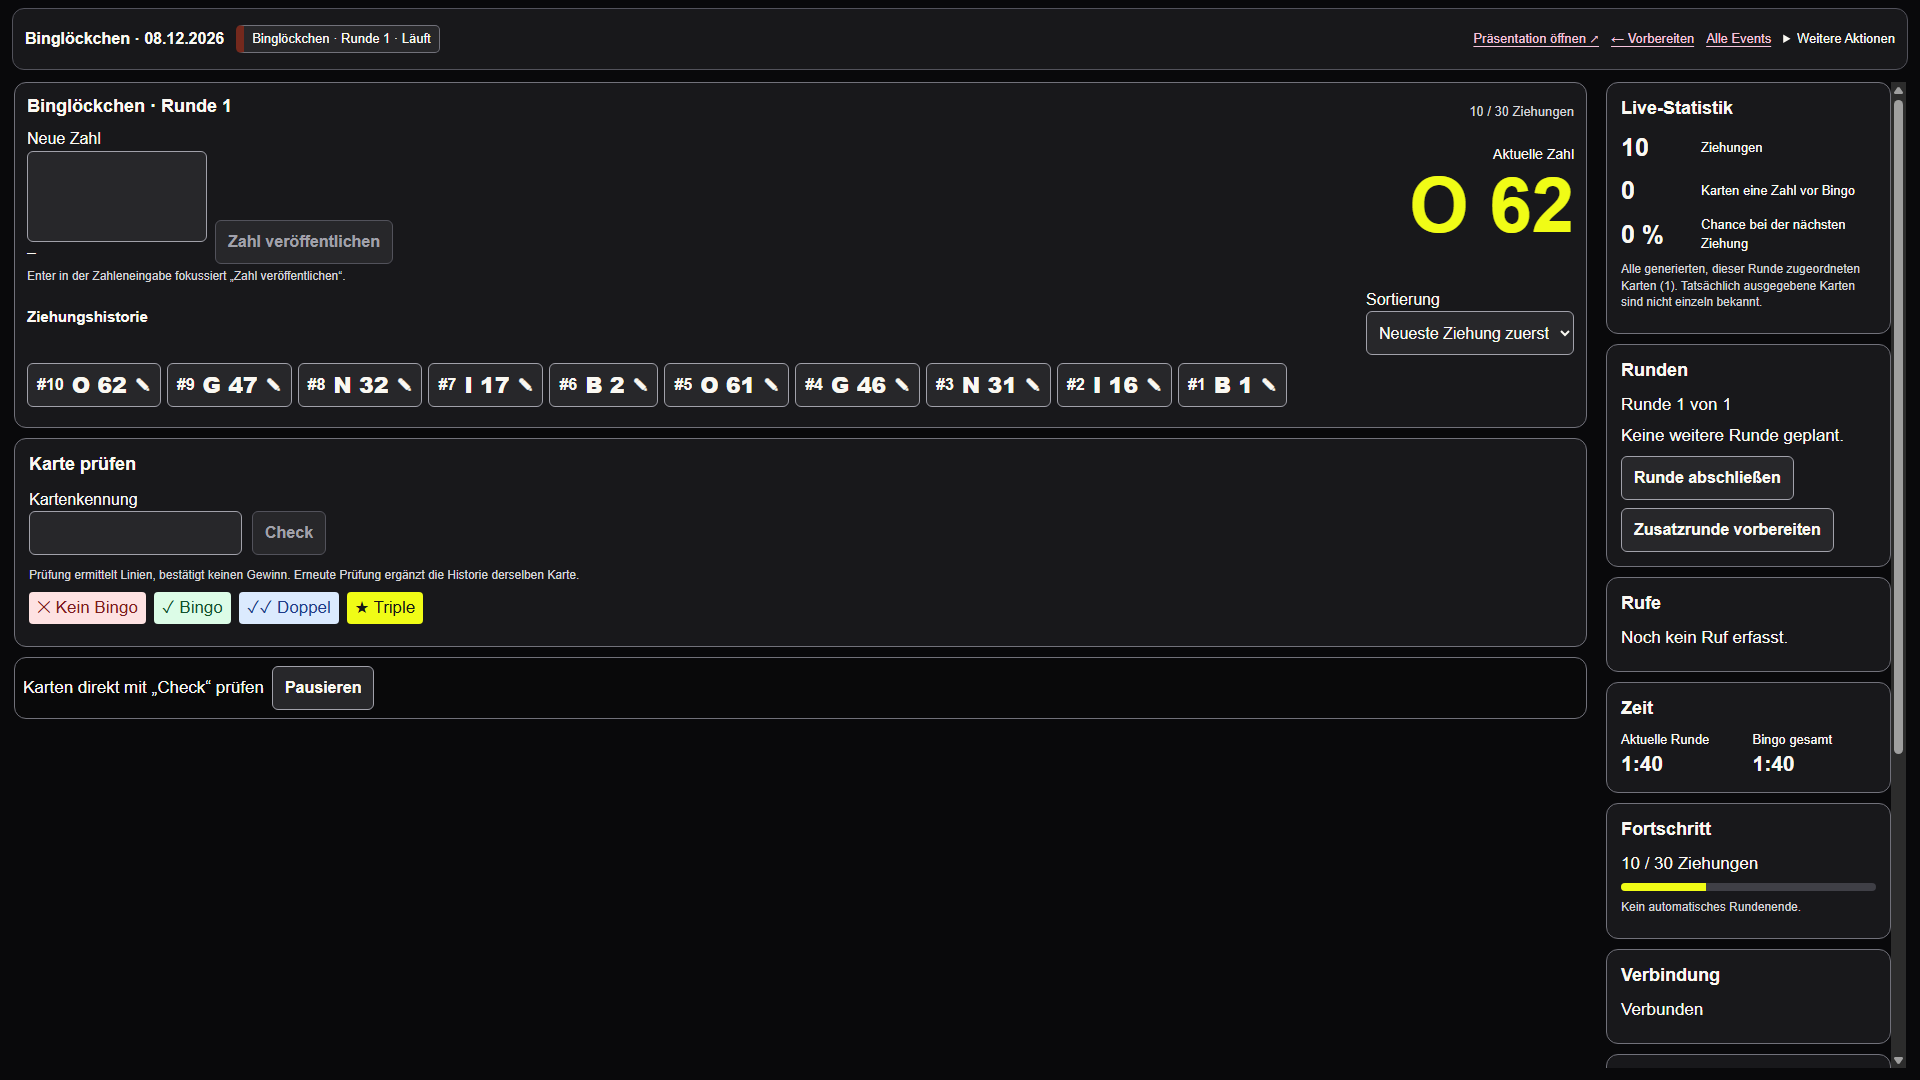 Binglöckchen · 08.12.2026
Binglöckchen · Runde 1 · Läuft
Präsentation öffnen ↗
← Vorbereiten
Alle Events
▶ Weitere Aktionen
Binglöckchen · Runde 1
10 / 30 Ziehungen
Neue Zahl
–
Zahl veröffentlichen
Enter in der Zahleneingabe fokussiert „Zahl veröffentlichen“.
Aktuelle Zahl
O 62
Ziehungshistorie
Sortierung
Neueste Ziehung zuerst
#10 O 62
#9 G 47
#8 N 32
#7 I 17
#6 B 2
#5 O 61
#4 G 46
#3 N 31
#2 I 16
#1 B 1
Karte prüfen
Kartenkennung
Check
Prüfung ermittelt Linien, bestätigt keinen Gewinn. Erneute Prüfung ergänzt die Historie derselben Karte.
✕ Kein Bingo
✓ Bingo
✓✓ Doppel
★ Triple
Karten direkt mit „Check“ prüfen
Pausieren
Live-Statistik
10 Ziehungen
0 Karten eine Zahl vor Bingo
0 % Chance bei der nächsten
Ziehung
Alle generierten, dieser Runde zugeordneten
Karten (1). Tatsächlich ausgegebene Karten
sind nicht einzeln bekannt.
Runden
Runde 1 von 1
Keine weitere Runde geplant.
Runde abschließen
Zusatzrunde vorbereiten
Rufe
Noch kein Ruf erfasst.
Zeit
Aktuelle Runde
1:40
Bingo gesamt
1:40
Fortschritt
10 / 30 Ziehungen
Kein automatisches Rundenende.
Verbindung
Verbunden